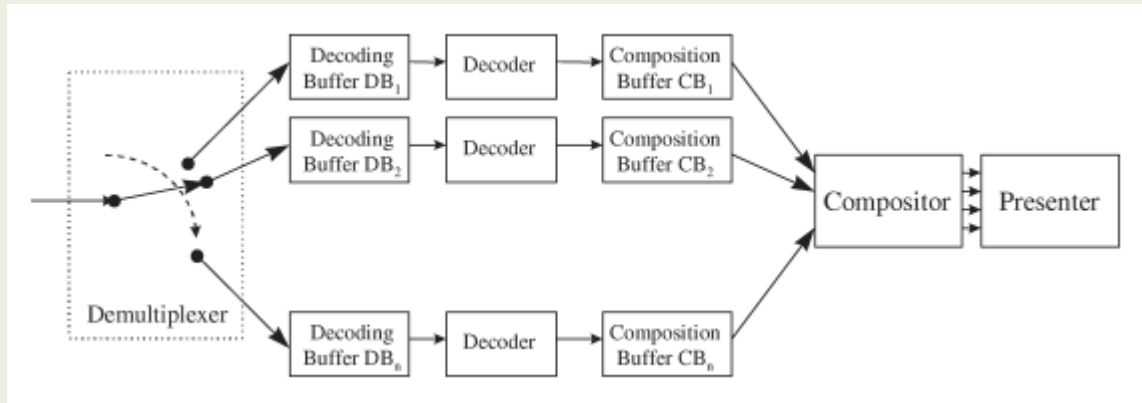 Decoding
Buffer DB₁
Decoder
Composition
Buffer CB₁
Decoding
Buffer DB₂
Decoder
Composition
Buffer CB₂
Compositor
Presenter
Demultiplexer
Decoding
Buffer DBₙ
Decoder
Composition
Buffer CBₙ